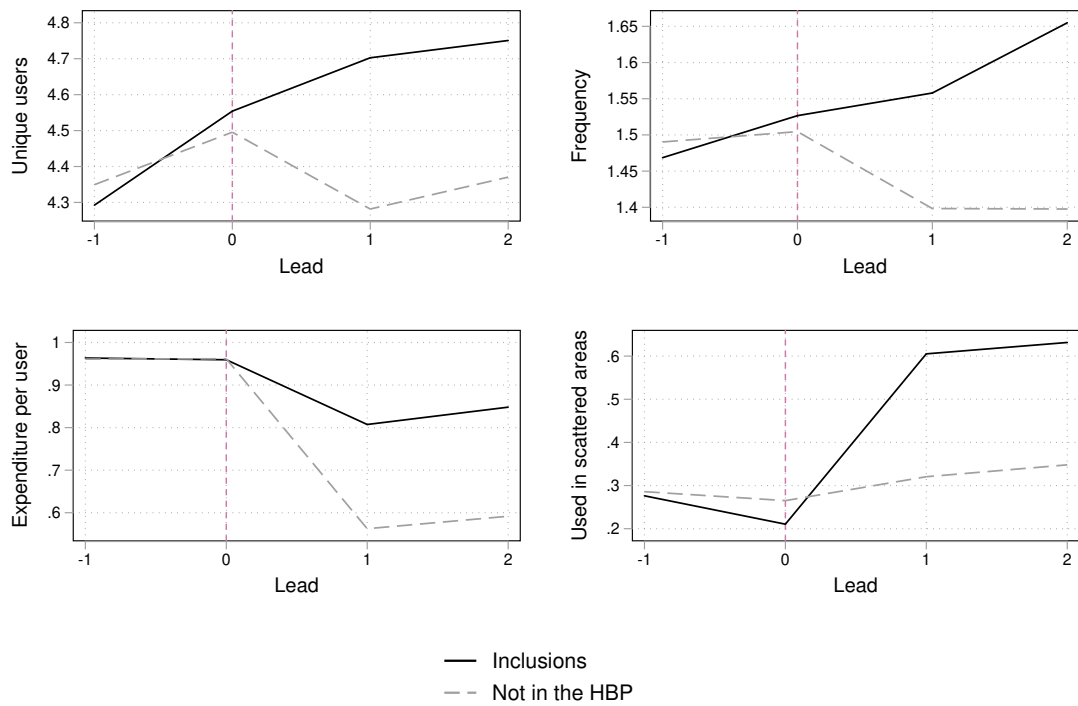 Unique users
4.8
4.7
4.6
4.5
4.4
4.3
-1 0 1 2
Lead
Frequency
1.65
1.6
1.55
1.5
1.45
1.4
-1 0 1 2
Lead
Expenditure per user
1
.9
.8
.7
.6
-1 0 1 2
Lead
Used in scattered areas
.6
.5
.4
.3
.2
-1 0 1 2
Lead
Inclusions
Not in the HBP